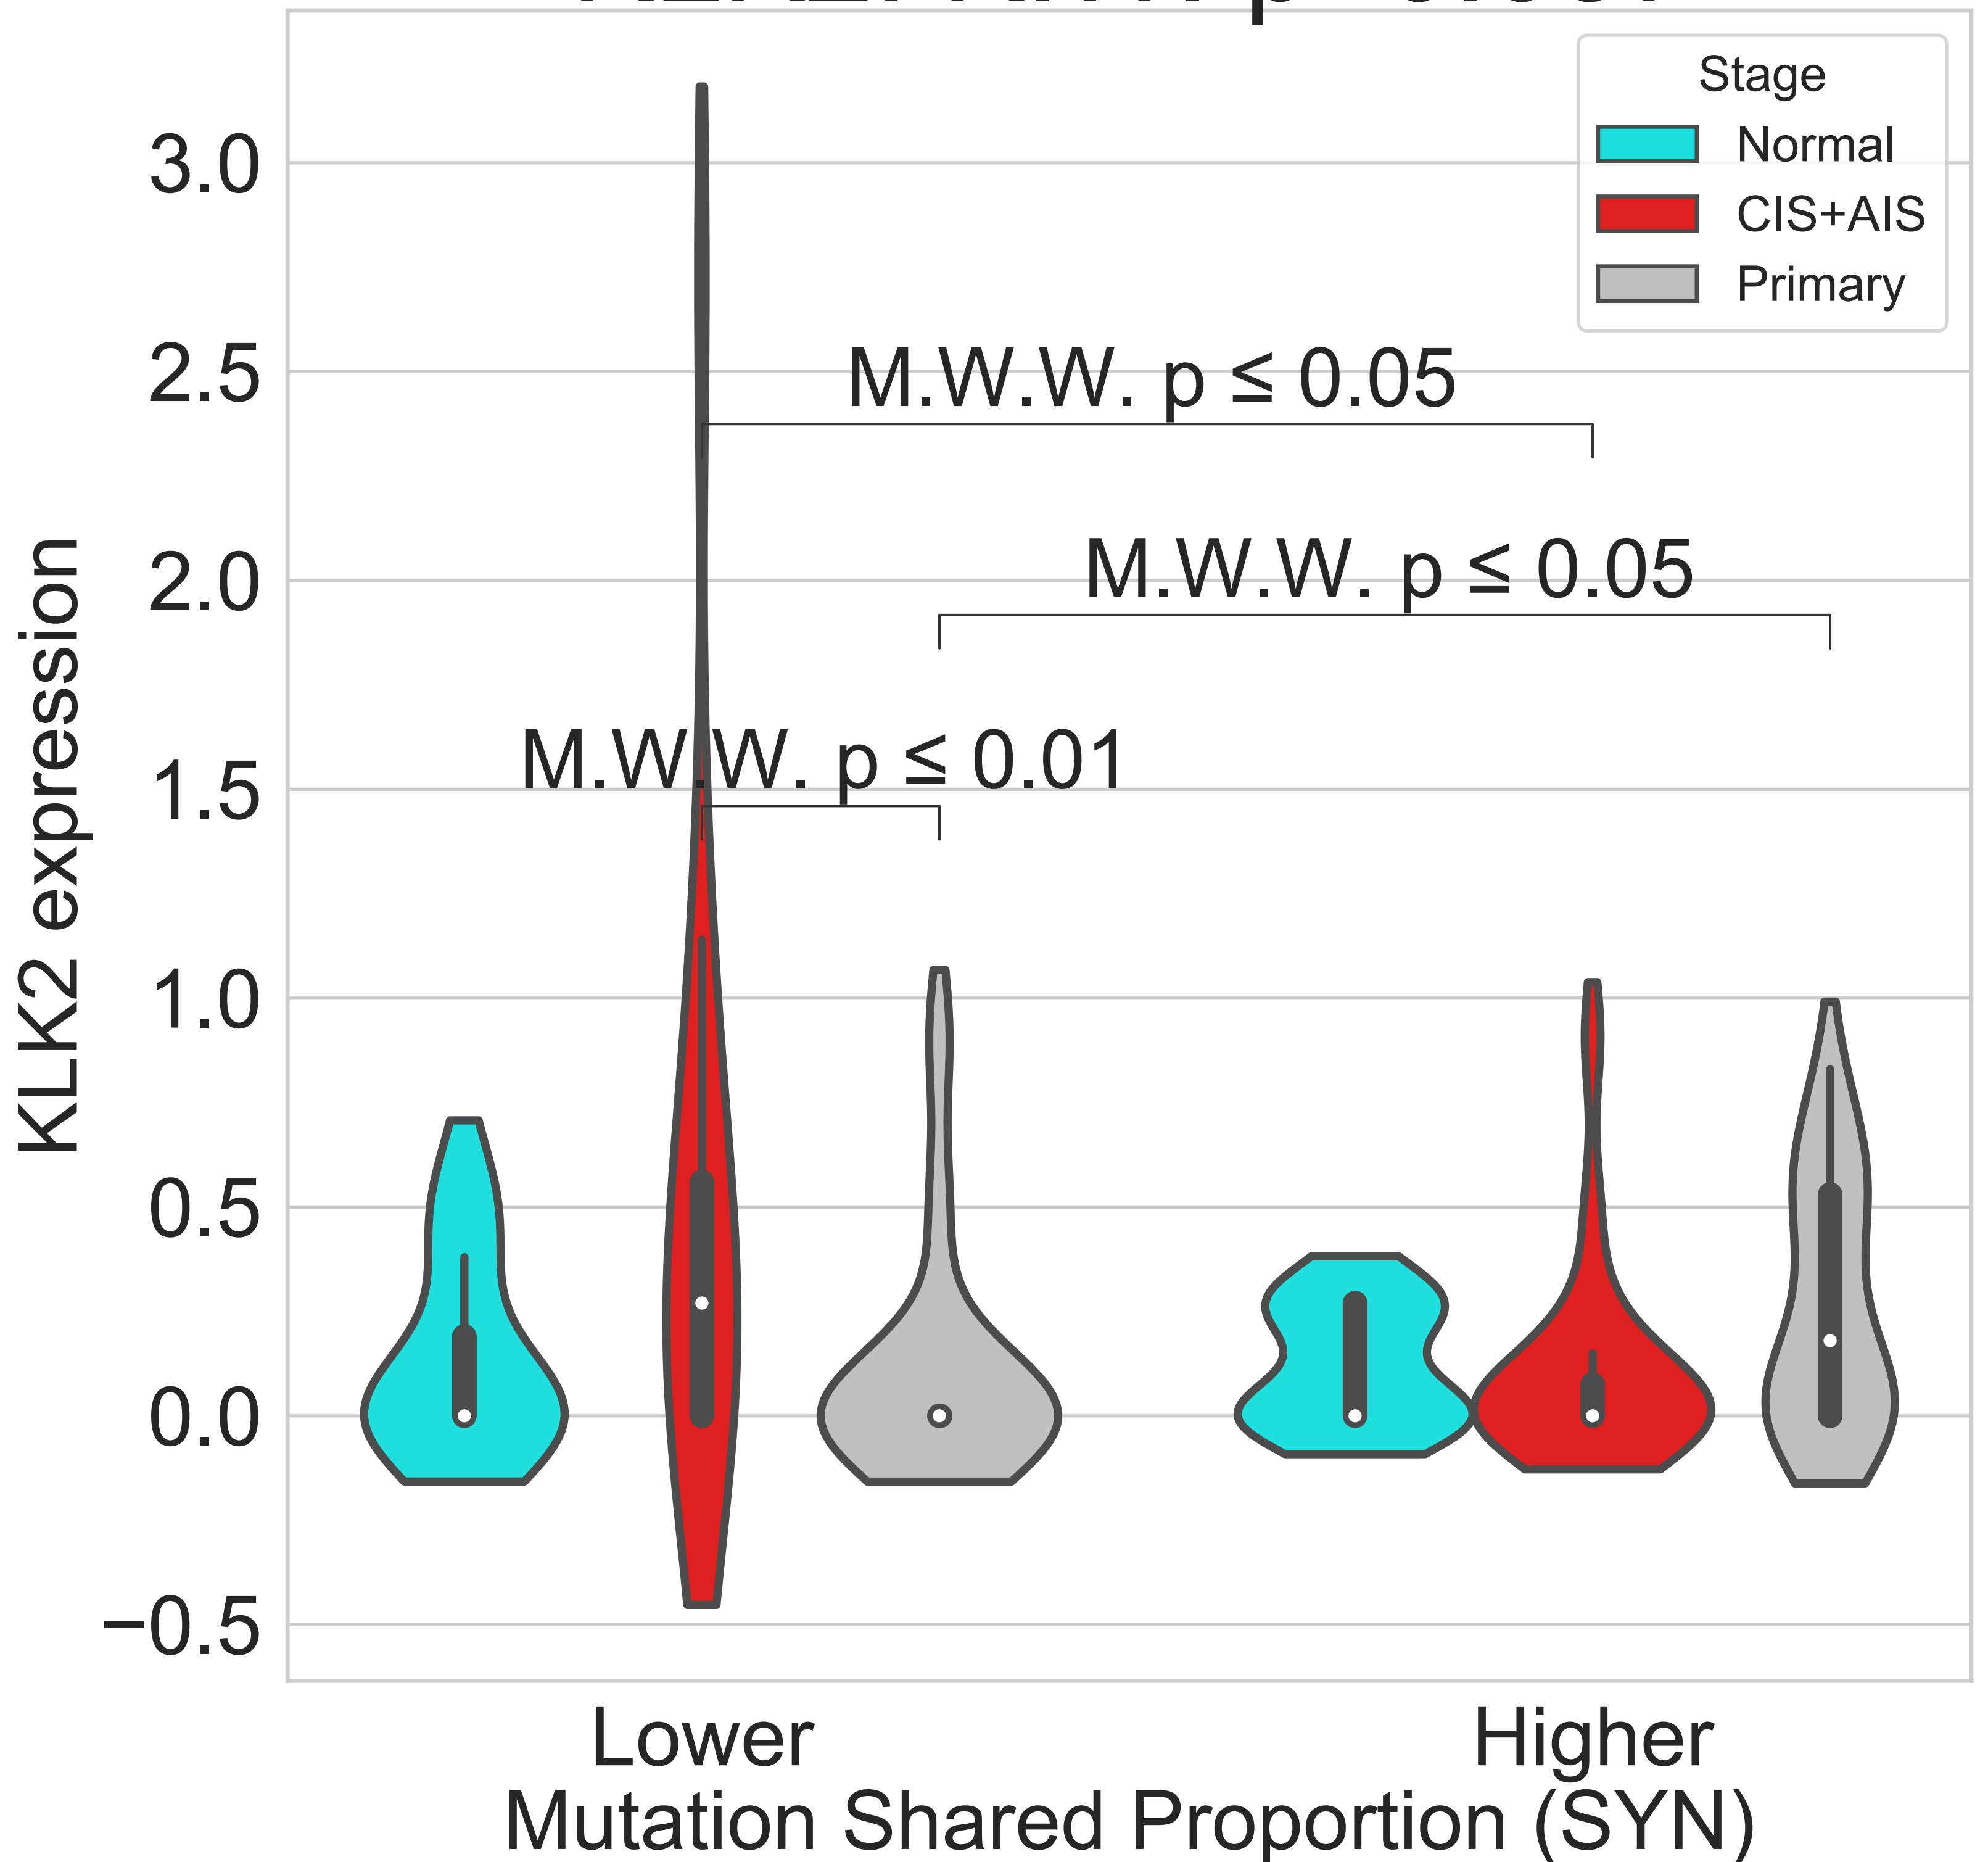 Stage
Normal
CIS+AIS
Primary
3.0
2.5
2.0
1.5
1.0
0.5
0.0
−0.5
KLK2 expression
M.W.W. p ≤ 0.05
M.W.W. p ≤ 0.05
M.W.W. p ≤ 0.01
Lower
Higher
Mutation Shared Proportion (SYN)